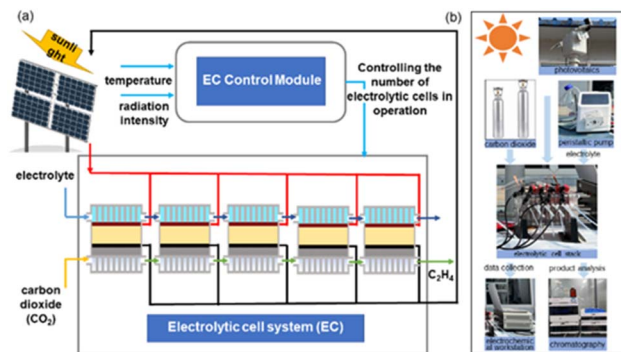 (a)
sunli
ght
temperature
radiation
intensity
EC Control Module
Controlling the
number of
electrolytic cells in
operation
electrolyte
carbon
dioxide
(CO₂)
C₂H₄
Electrolytic cell system (EC)
(b)
photovoltaics
carbon dioxide
peristaltic pump
electrolyte
electrolytic cell stack
data collection
product analysis
electrochemic
al workstation
chromatography